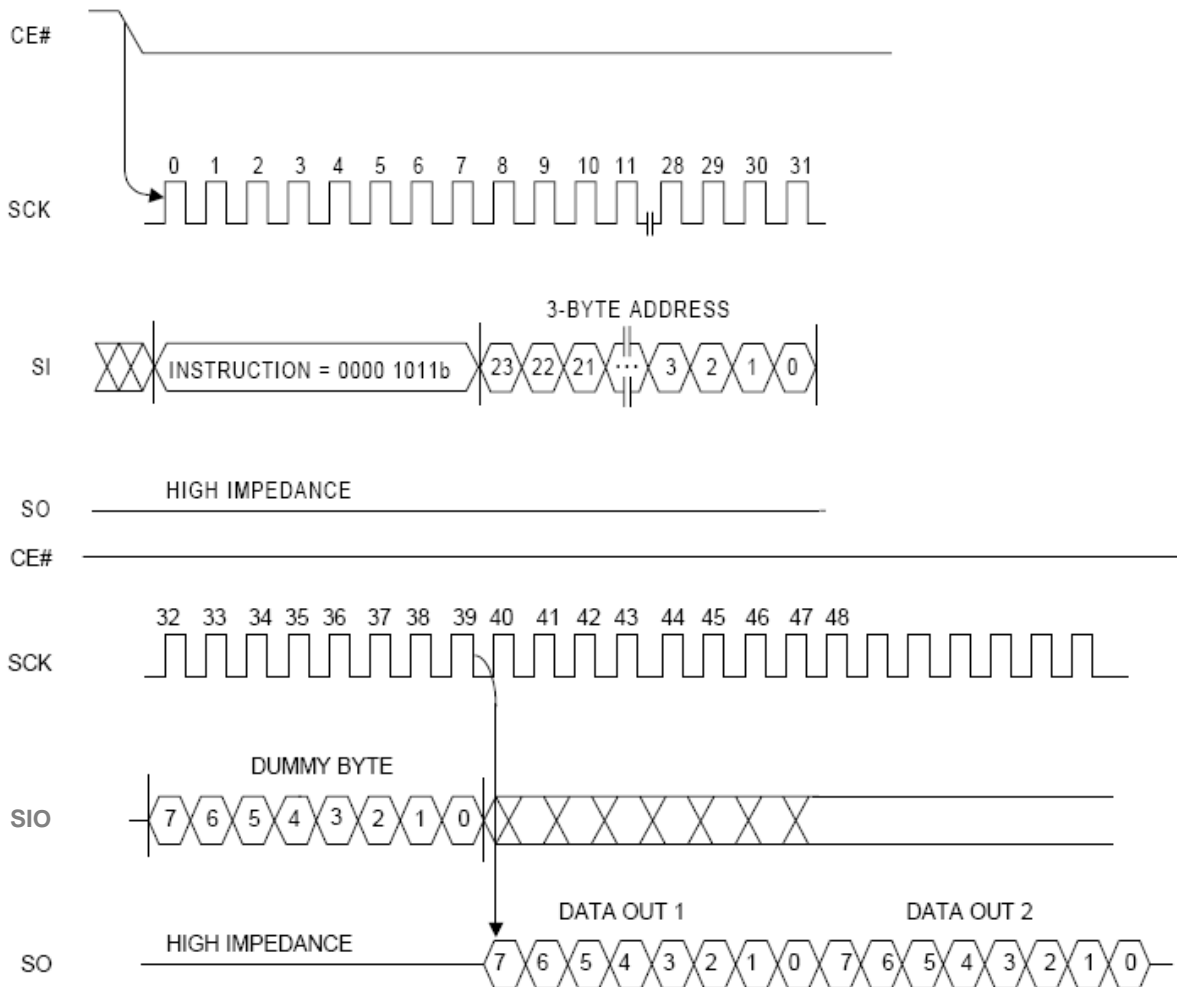 CE#
0 1 2 3 4 5 6 7 8 9 10 11 28 29 30 31
SCK
3-BYTE ADDRESS
SI INSTRUCTION = 0000 1011b 23 22 21 ... 3 2 1 0
HIGH IMPEDANCE
SO
CE#
32 33 34 35 36 37 38 39 40 41 42 43 44 45 46 47 48
SCK
DUMMY BYTE
SIO 7 6 5 4 3 2 1 0
DATA OUT 1 DATA OUT 2
HIGH IMPEDANCE
SO 7 6 5 4 3 2 1 0 7 6 5 4 3 2 1 0